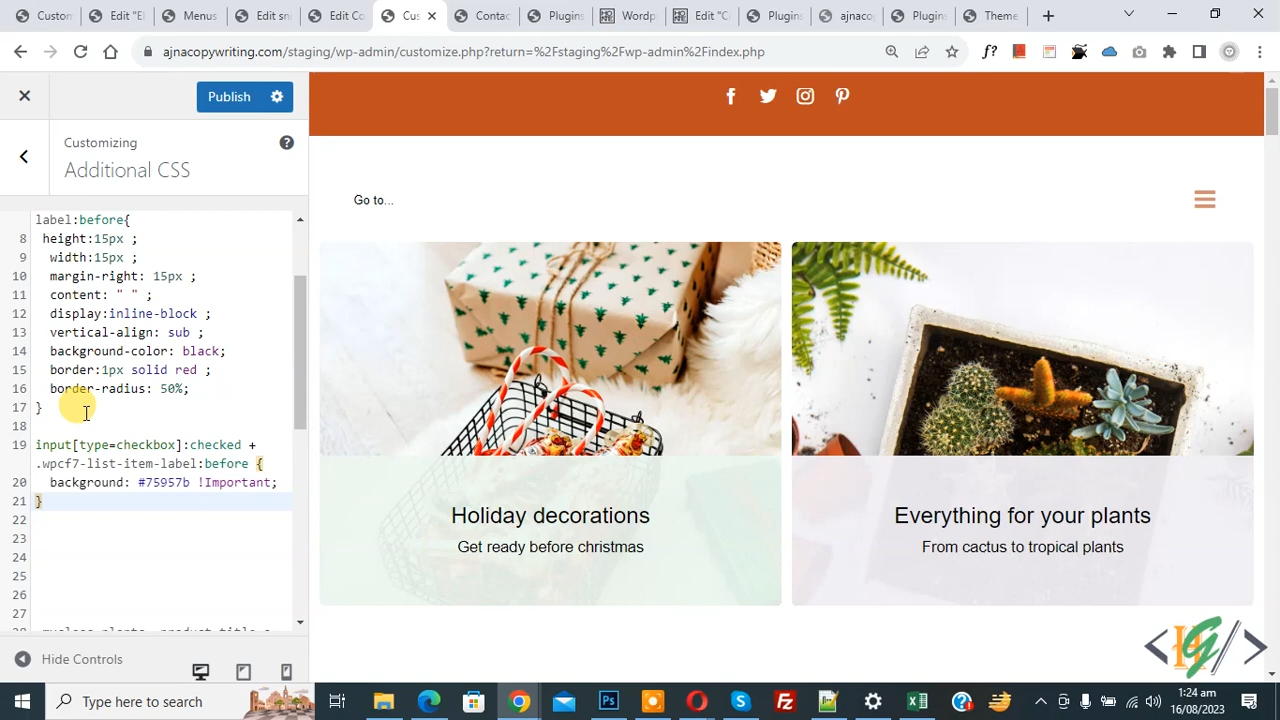 Custon
Edit "El
Menus
Edit sni
Edit Co
Cus
Contac
Plugins
Wordp
Edit "C
Plugins
ajnaco
Plugins
Theme
ajnacopywriting.com/staging/wp-admin/customize.php?return=%2Fstaging%2Fwp-admin%2Findex.php
Publish
Customizing
Additional CSS
label:before{
8 height:15px ;
9 width:15px ;
10 margin-right: 15px ;
11 content: " " ;
12 display:inline-block ;
13 vertical-align: sub ;
14 background-color: black;
15 border:1px solid red ;
16 border-radius: 50%;
17 }
18
19 input[type=checkbox]:checked +
.wpcf7-list-item-label:before {
20 background: #75957b !Important;
21 }
22
23
24
25
26
27
Hide Controls
Go to...
Holiday decorations
Get ready before christmas
Everything for your plants
From cactus to tropical plants
Type here to search
1:24 am
16/08/2023